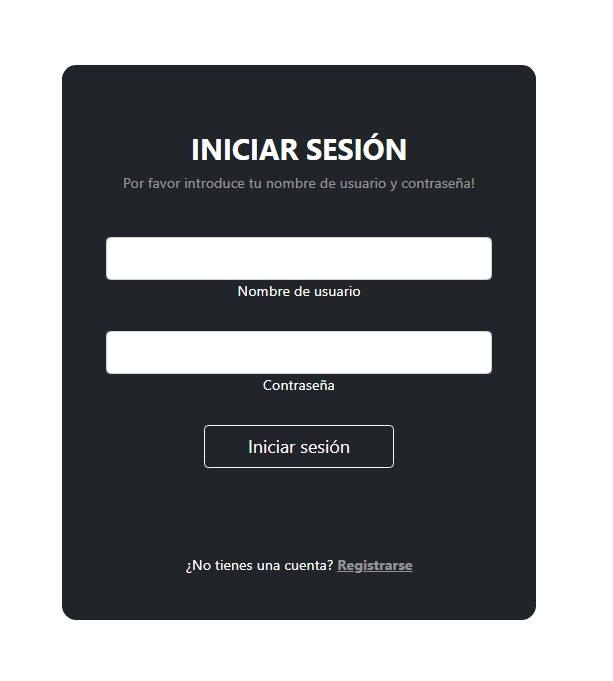 INICIAR SESIÓN
Por favor introduce tu nombre de usuario y contraseña!
Nombre de usuario
Contraseña
Iniciar sesión
¿No tienes una cuenta? Registrarse